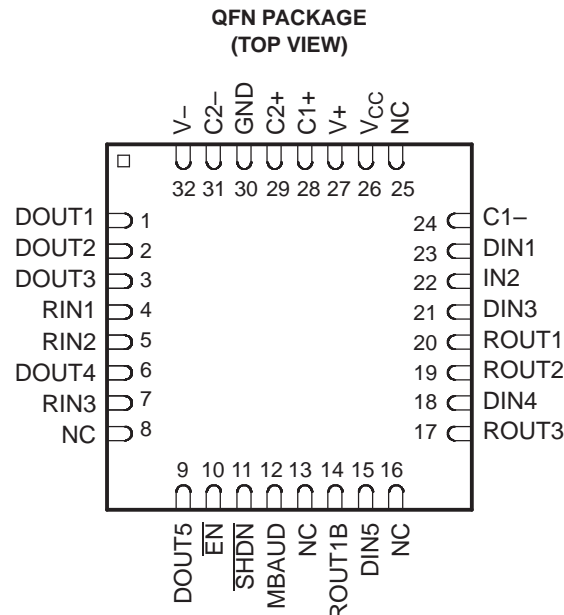 QFN PACKAGE
(TOP VIEW)
V– C2– GND C2+ C1+ V+ VCC NC
32 31 30 29 28 27 26 25
DOUT1 1
DOUT2 2
DOUT3 3
RIN1 4
RIN2 5
DOUT4 6
RIN3 7
NC 8
24 C1–
23 DIN1
22 IN2
21 DIN3
20 ROUT1
19 ROUT2
18 DIN4
17 ROUT3
9 10 11 12 13 14 15 16
DOUT5 EN SHDN MBAUD NC ROUT1B DIN5 NC